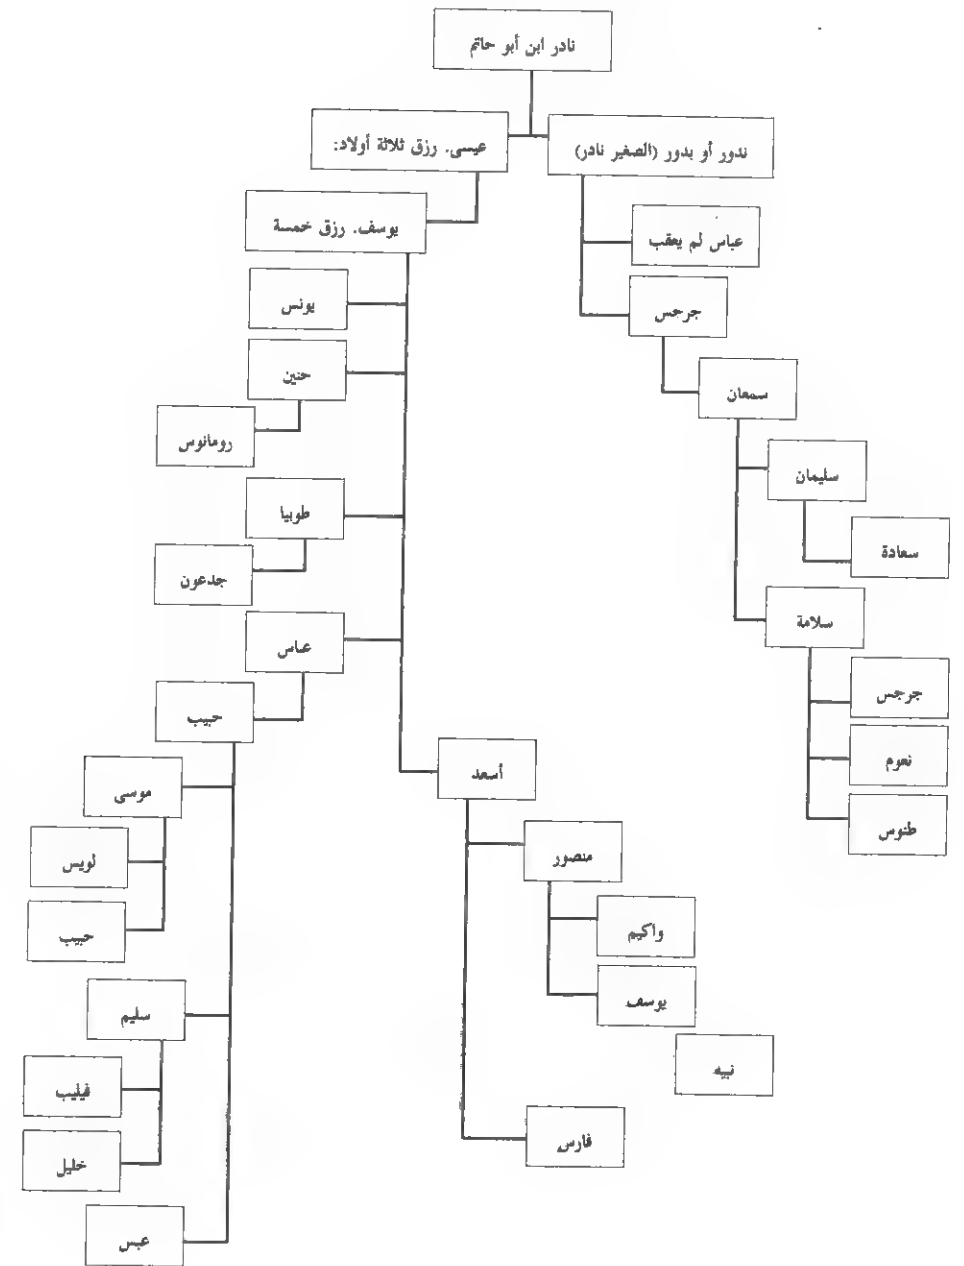 نادر ابن أبو حاتم
ندور أو بدور (الصغير نادر)
عيسى. رزق ثلاثة أولاد:
يوسف. رزق خمسة
عباس لم يعقب
جرجس
سمعان
سليمان
سعادة
سلامة
جرجس
نعوم
طنوس
يونس
حنين
رومانوس
طوبيا
جدعون
عباس
حبيب
موسى
لويس
حبيب
سليم
فيليب
خليل
عبس
أسعد
منصور
واكيم
يوسف
نبيه
فارس